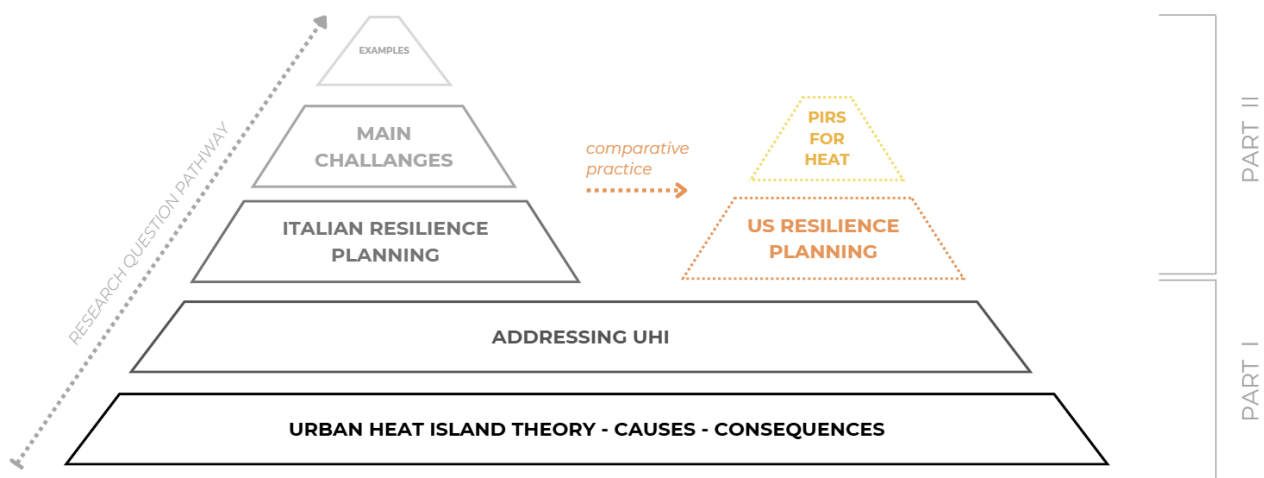 EXAMPLES
MAIN
CHALLANGES
ITALIAN RESILIENCE
PLANNING
comparative
practice
PIRS
FOR
HEAT
US RESILIENCE
PLANNING
ADDRESSING UHI
URBAN HEAT ISLAND THEORY - CAUSES - CONSEQUENCES
RESEARCH QUESTION PATHWAY
PART II
PART I